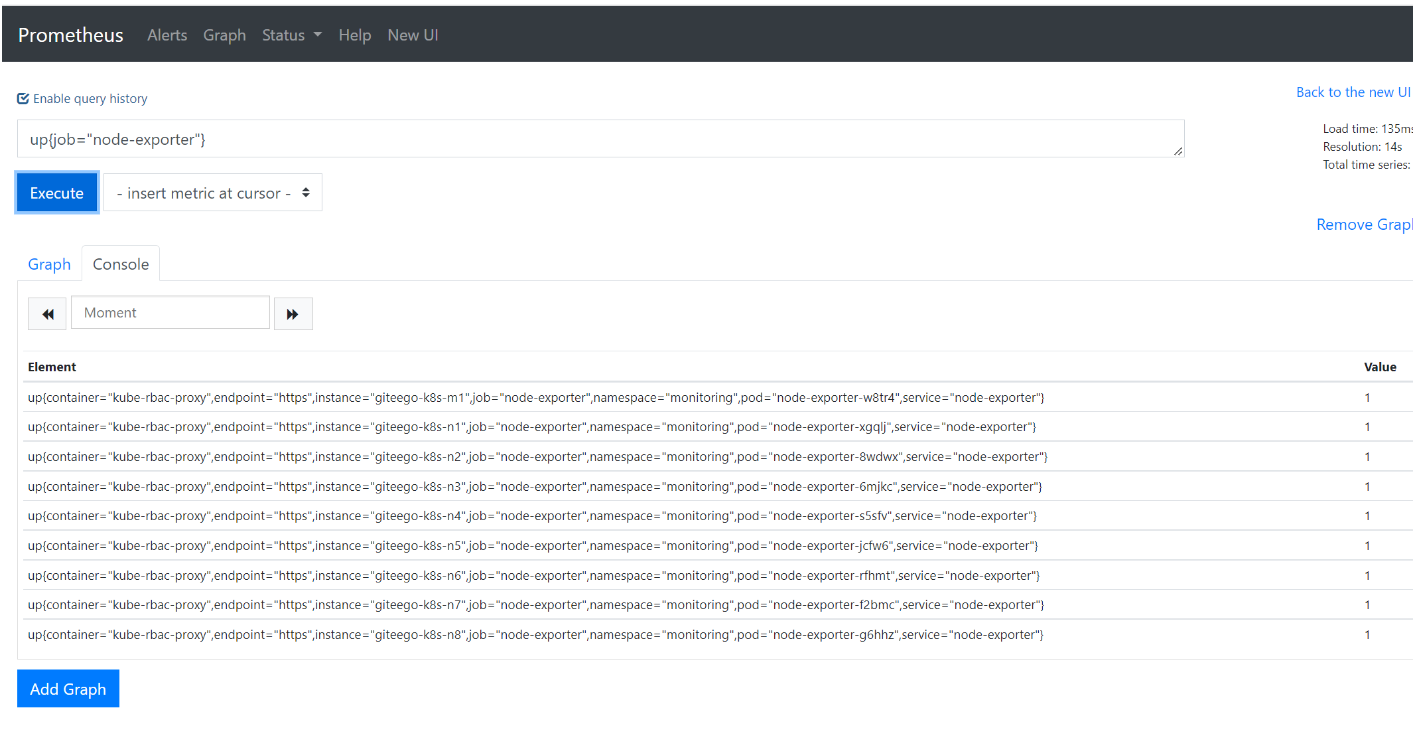 Prometheus Alerts Graph Status Help New UI
Enable query history
Back to the new UI
up{job="node-exporter"}
Load time: 135ms
Resolution: 14s
Total time series:
Execute - insert metric at cursor -
Remove Graph
Graph Console
Moment
Element Value
up{container="kube-rbac-proxy",endpoint="https",instance="giteego-k8s-m1",job="node-exporter",namespace="monitoring",pod="node-exporter-w8tr4",service="node-exporter"} 1
up{container="kube-rbac-proxy",endpoint="https",instance="giteego-k8s-n1",job="node-exporter",namespace="monitoring",pod="node-exporter-xgqlj",service="node-exporter"} 1
up{container="kube-rbac-proxy",endpoint="https",instance="giteego-k8s-n2",job="node-exporter",namespace="monitoring",pod="node-exporter-8wdwx",service="node-exporter"} 1
up{container="kube-rbac-proxy",endpoint="https",instance="giteego-k8s-n3",job="node-exporter",namespace="monitoring",pod="node-exporter-6mjkc",service="node-exporter"} 1
up{container="kube-rbac-proxy",endpoint="https",instance="giteego-k8s-n4",job="node-exporter",namespace="monitoring",pod="node-exporter-s5sfv",service="node-exporter"} 1
up{container="kube-rbac-proxy",endpoint="https",instance="giteego-k8s-n5",job="node-exporter",namespace="monitoring",pod="node-exporter-jcfw6",service="node-exporter"} 1
up{container="kube-rbac-proxy",endpoint="https",instance="giteego-k8s-n6",job="node-exporter",namespace="monitoring",pod="node-exporter-rfhmt",service="node-exporter"} 1
up{container="kube-rbac-proxy",endpoint="https",instance="giteego-k8s-n7",job="node-exporter",namespace="monitoring",pod="node-exporter-f2bmc",service="node-exporter"} 1
up{container="kube-rbac-proxy",endpoint="https",instance="giteego-k8s-n8",job="node-exporter",namespace="monitoring",pod="node-exporter-g6hhz",service="node-exporter"} 1
Add Graph